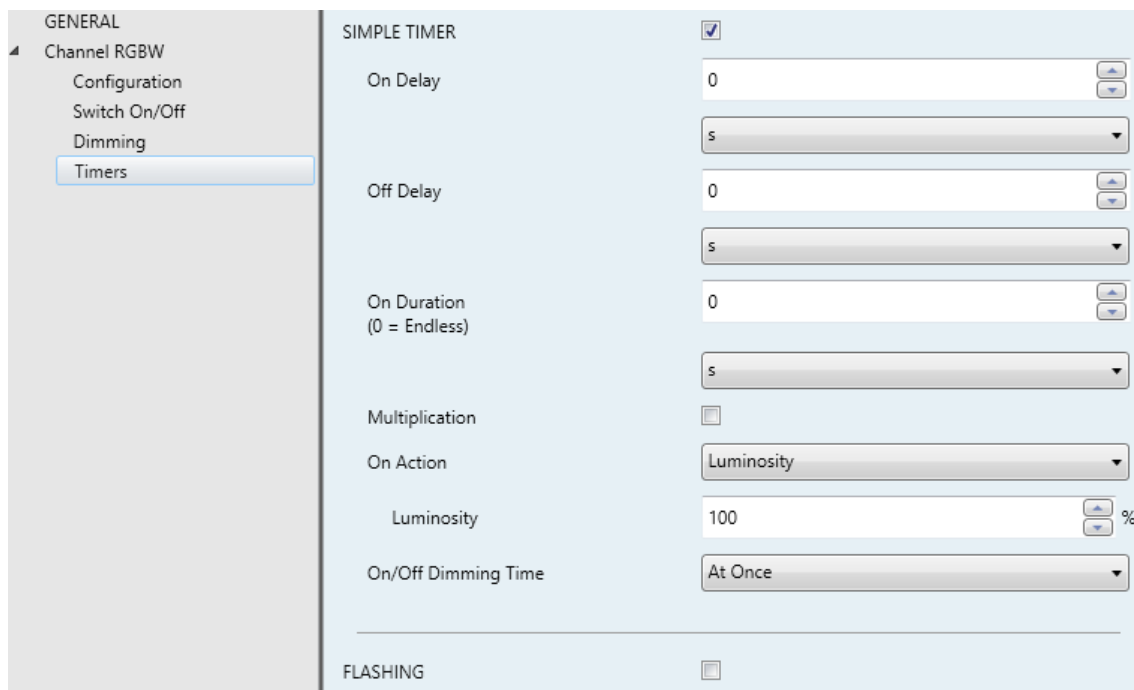 GENERAL
Channel RGBW
Configuration
Switch On/Off
Dimming
Timers
SIMPLE TIMER
On Delay
0
s
Off Delay
0
s
On Duration
(0 = Endless)
0
s
Multiplication
On Action
Luminosity
Luminosity
100
%
On/Off Dimming Time
At Once
FLASHING